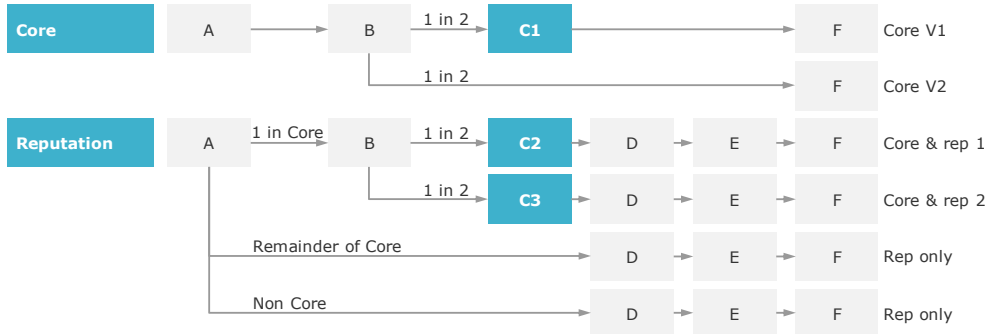 Core A B 1 in 2 C1 F Core V1
1 in 2 F Core V2
Reputation A 1 in Core B 1 in 2 C2 D E F Core & rep 1
1 in 2 C3 D E F Core & rep 2
Remainder of Core D E F Rep only
Non Core D E F Rep only